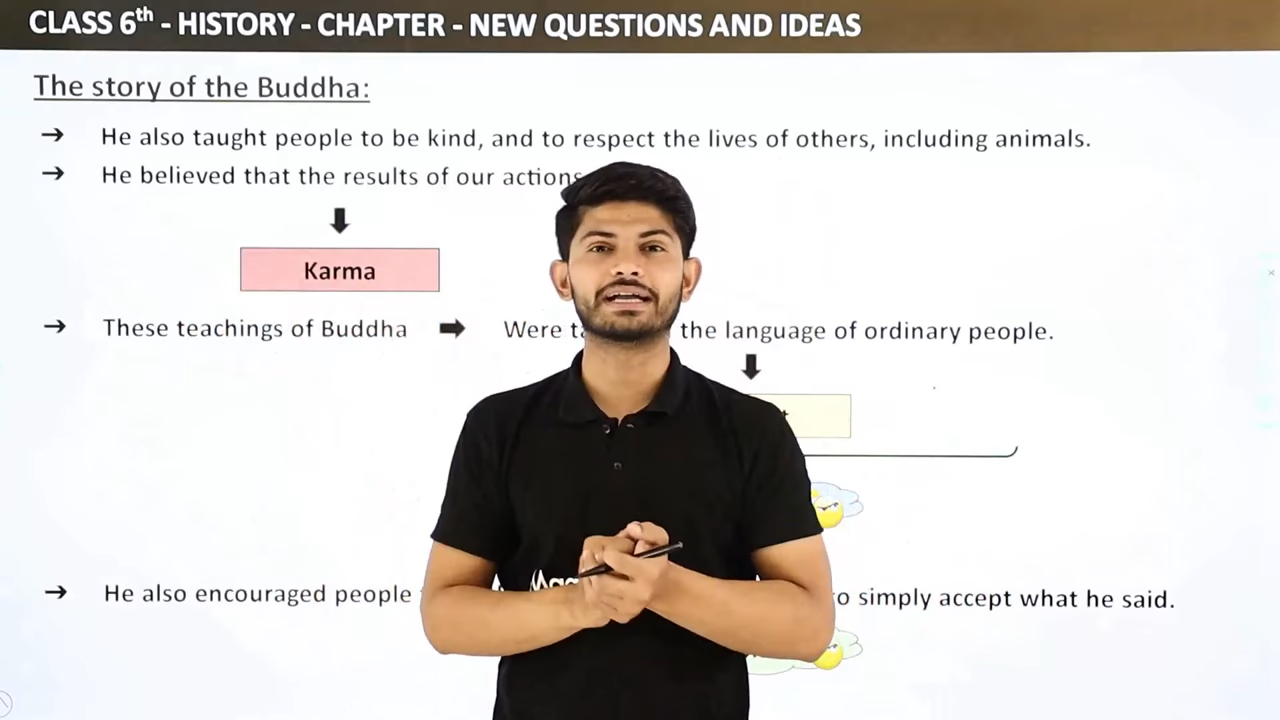 CLASS 6th - HISTORY - CHAPTER - NEW QUESTIONS AND IDEAS
The story of the Buddha:
→ He also taught people to be kind, and to respect the lives of others, including animals.
→ He believed that the results of our actions
Karma
→ These teachings of Buddha → Were the language of ordinary people.
→ He also encouraged people simply accept what he said.